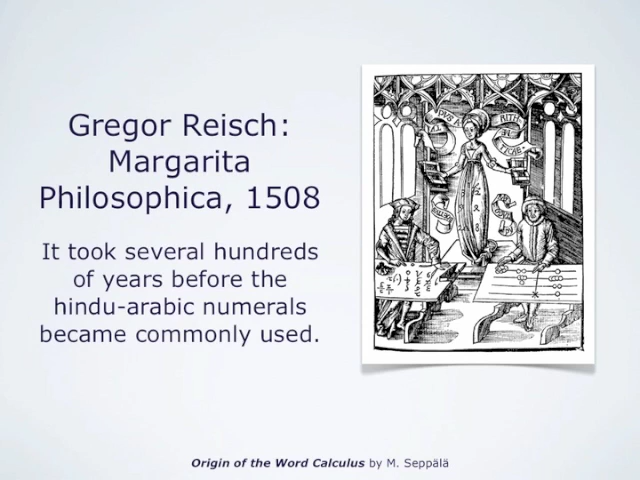 Gregor Reisch:
Margarita
Philosophica, 1508
It took several hundreds
of years before the
hindu-arabic numerals
became commonly used.
Origin of the Word Calculus by M. Seppälä